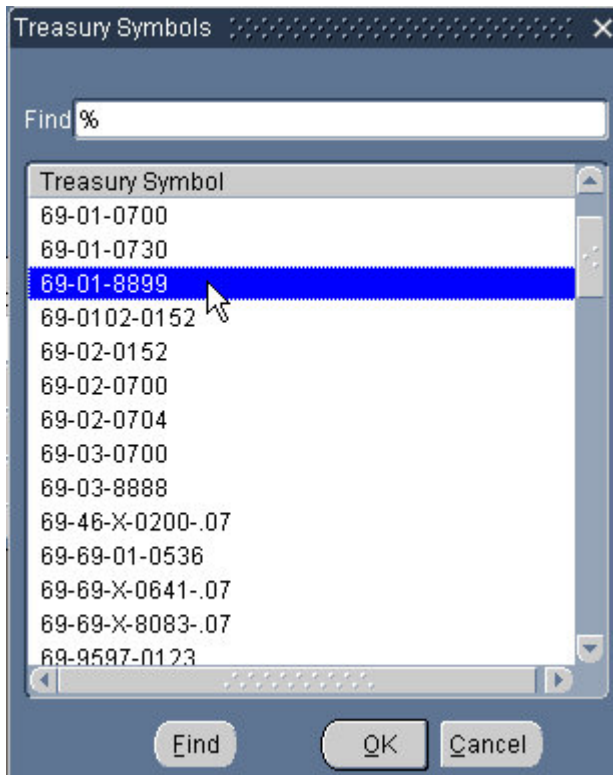 Treasury Symbols
Find %
Treasury Symbol
69-01-0700
69-01-0730
69-01-8899
69-0102-0152
69-02-0152
69-02-0700
69-02-0704
69-03-0700
69-03-8888
69-46-X-0200-.07
69-69-01-0536
69-69-X-0641-.07
69-69-X-8083-.07
69-9597-0123
Find OK Cancel